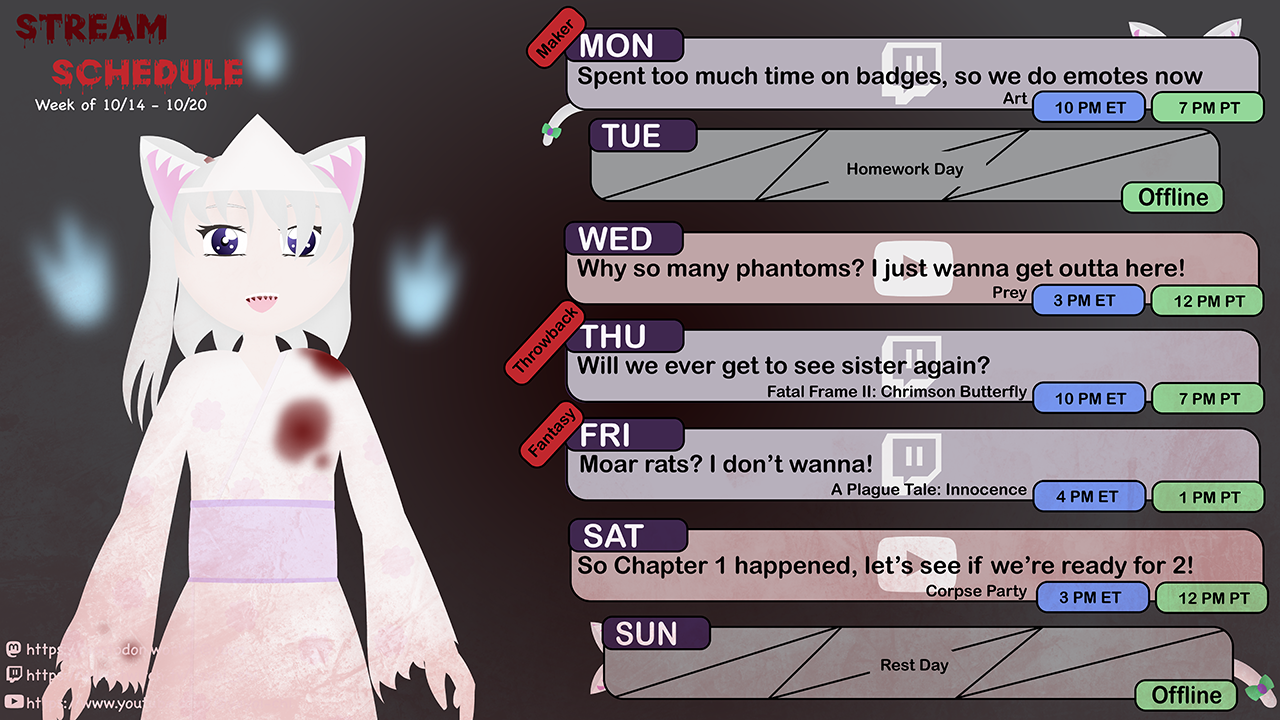 STREAM
SCHEDULE
Week of 10/14 - 10/20
Maker
MON
Spent too much time on badges, so we do emotes now
Art
10 PM ET
7 PM PT
TUE
Homework Day
Offline
WED
Why so many phantoms? I just wanna get outta here!
Prey
3 PM ET
12 PM PT
Throwback
THU
Will we ever get to see sister again?
Fatal Frame II: Chrimson Butterfly
10 PM ET
7 PM PT
Fantasy
FRI
Moar rats? I don't wanna!
A Plague Tale: Innocence
4 PM ET
1 PM PT
SAT
So Chapter 1 happened, let's see if we're ready for 2!
Corpse Party
3 PM ET
12 PM PT
SUN
Rest Day
Offline